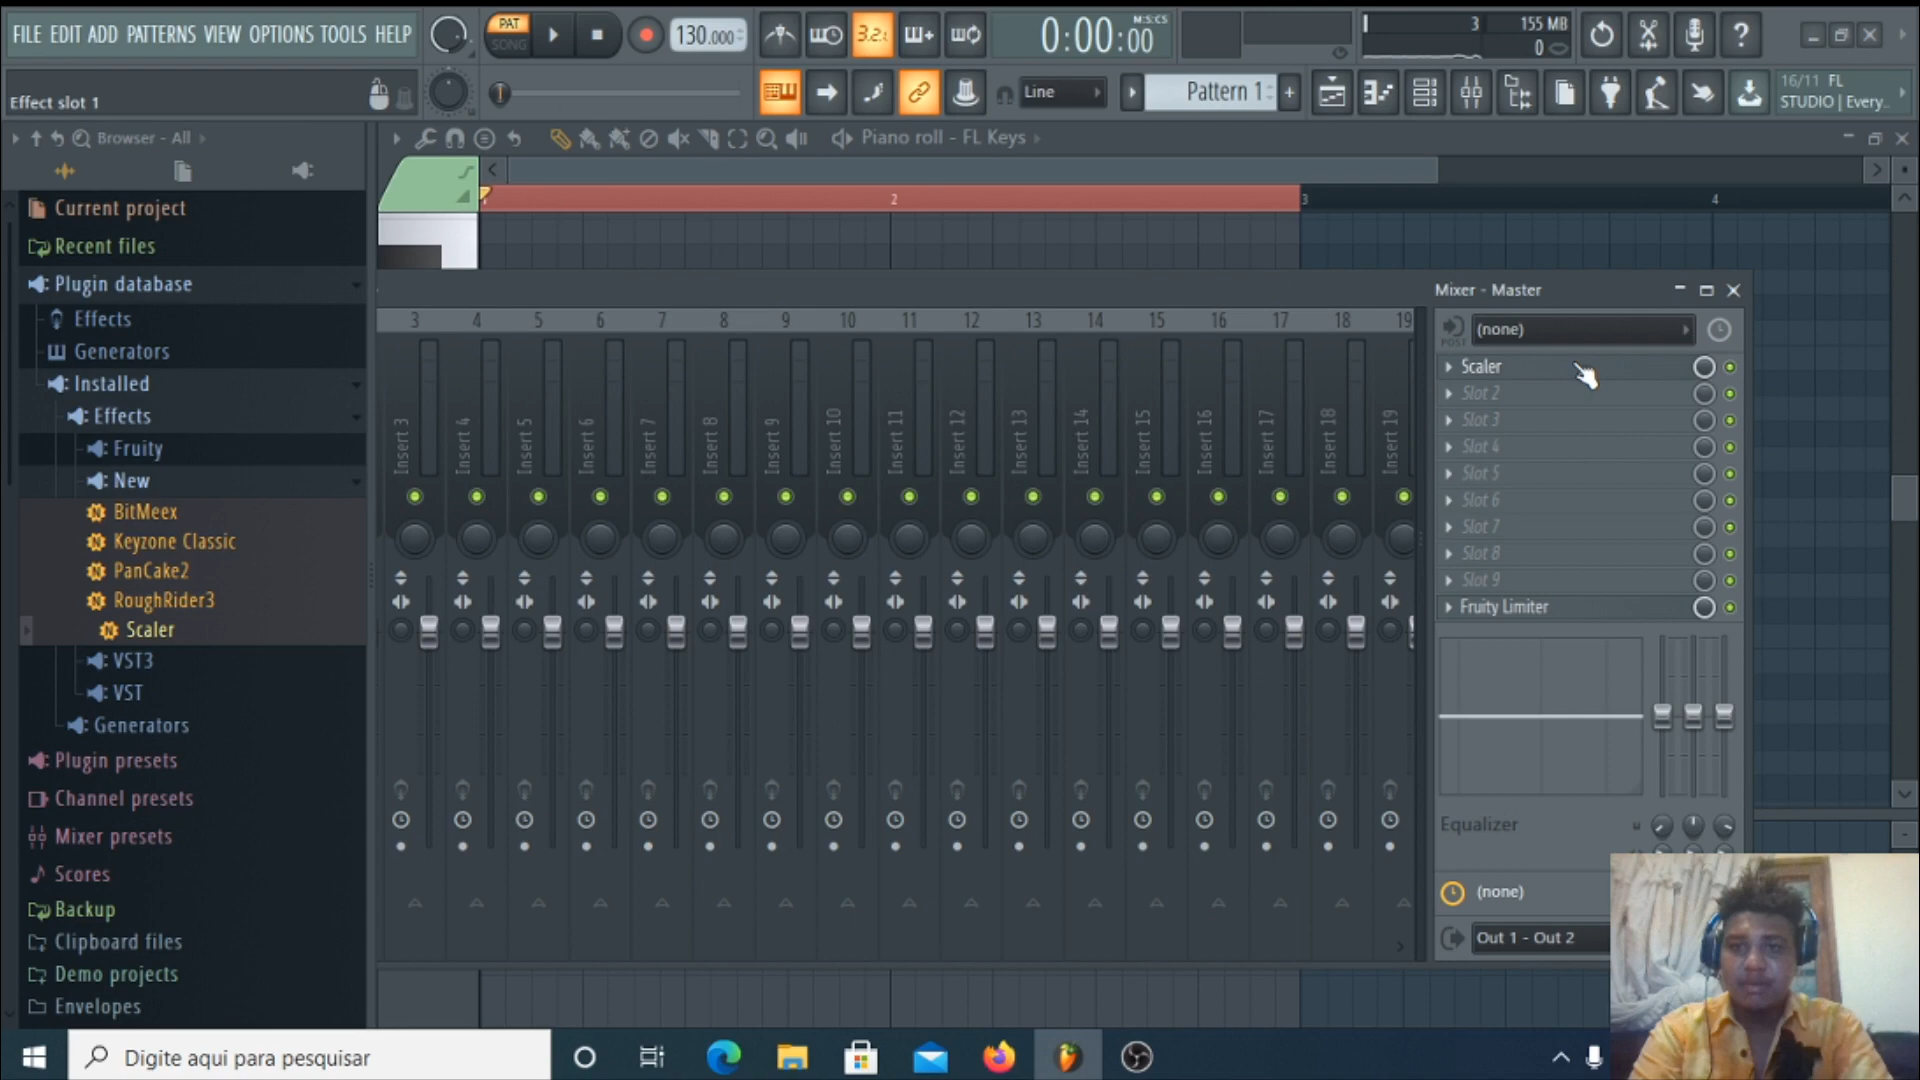 FILE EDIT ADD PATTERNS VIEW OPTIONS TOOLS HELP
PAT
SONG
130.000
3.2.
0:00:00
M:S:CS
3
155 MB
0
Effect slot 1
Line
Pattern 1
16/11 FL
STUDIO | Every..
Browser - All
Piano roll - FL Keys
2
3
4
Current project
Recent files
Plugin database
Effects
Generators
Installed
Effects
Fruity
New
BitMeex
Keyzone Classic
PanCake2
RoughRider3
Scaler
VST3
VST
Generators
Plugin presets
Channel presets
Mixer presets
Scores
Backup
Clipboard files
Demo projects
Envelopes
3 4 5 6 7 8 9 10 11 12 13 14 15 16 17 18 19
Insert 3
Insert 4
Insert 5
Insert 6
Insert 7
Insert 8
Insert 9
Insert 10
Insert 11
Insert 12
Insert 13
Insert 14
Insert 15
Insert 16
Insert 17
Insert 18
Insert 19
Mixer - Master
POST
(none)
Scaler
Slot 2
Slot 3
Slot 4
Slot 5
Slot 6
Slot 7
Slot 8
Slot 9
Fruity Limiter
Equalizer
(none)
Out 1 - Out 2
Digite aqui para pesquisar